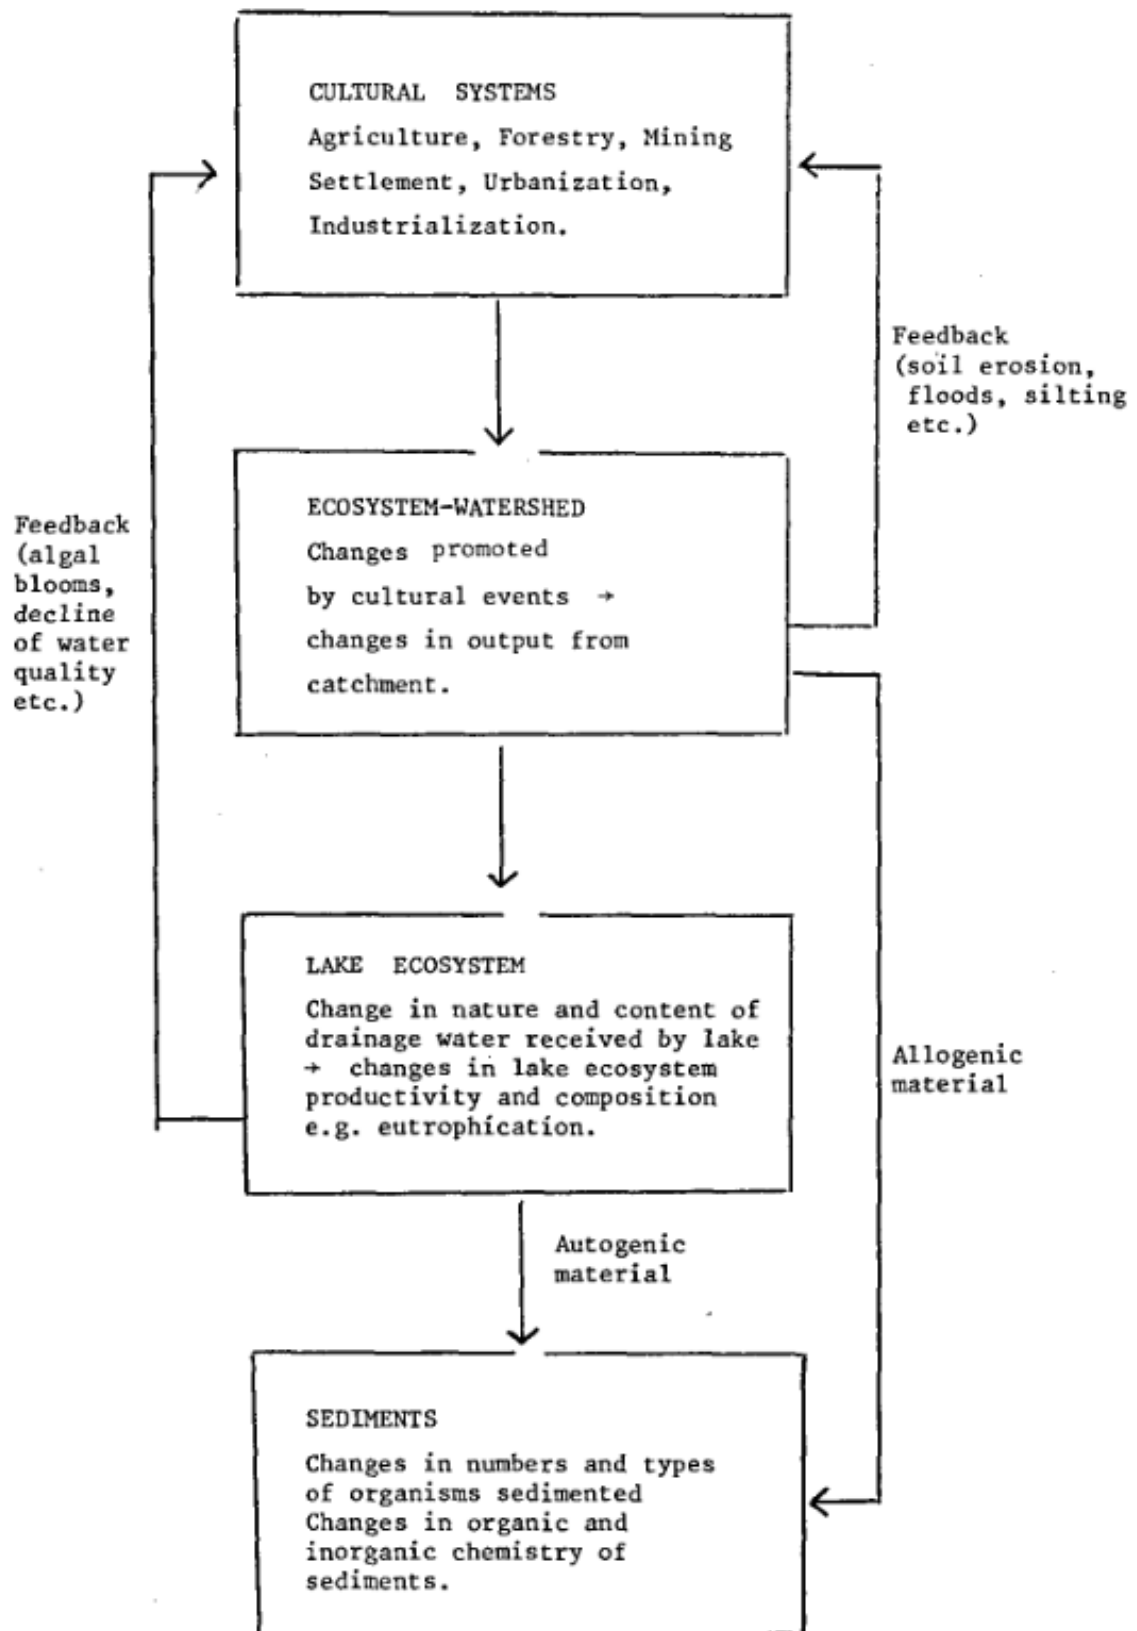 CULTURAL SYSTEMS
Agriculture, Forestry, Mining
Settlement, Urbanization,
Industrialization.
Feedback
(soil erosion,
floods, silting
etc.)
ECOSYSTEM-WATERSHED
Changes promoted
by cultural events →
changes in output from
catchment.
Feedback
(algal
blooms,
decline
of water
quality
etc.)
LAKE ECOSYSTEM
Change in nature and content of
drainage water received by lake
→ changes in lake ecosystem
productivity and composition
e.g. eutrophication.
Allogenic
material
Autogenic
material
SEDIMENTS
Changes in numbers and types
of organisms sedimented
Changes in organic and
inorganic chemistry of
sediments.